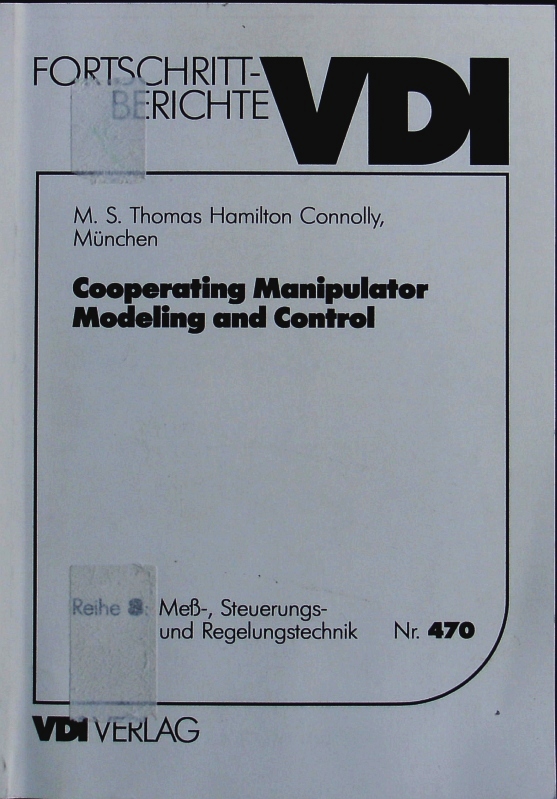 FORTSCHRITT-
BERICHTE
VDI
M. S. Thomas Hamilton Connolly,
München
Cooperating Manipulator
Modeling and Control
Reihe 8: Meß-, Steuerungs-
und Regelungstechnik Nr. 470
VDI VERLAG